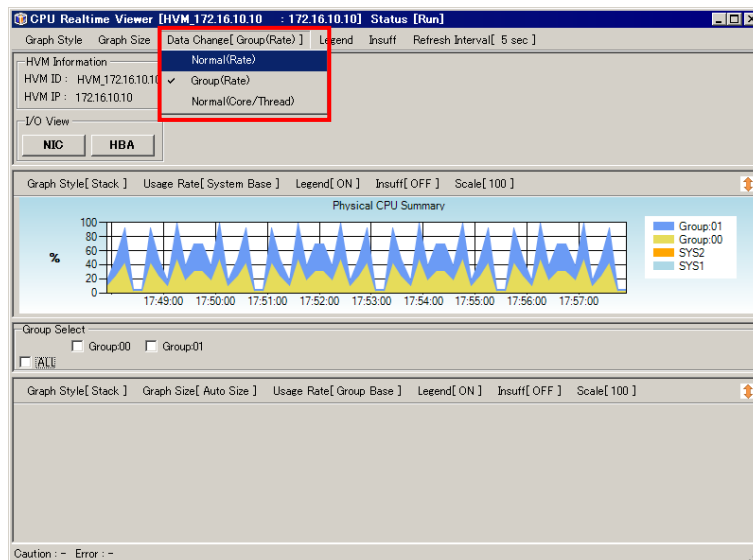 CPU Realtime Viewer [HVM_172.16.10.10 : 172.16.10.10] Status [Run]
Graph Style Graph Size Data Change[ Group(Rate) ] Legend Insuff Refresh Interval[ 5 sec ]
Normal(Rate)
Group(Rate)
Normal(Core/Thread)
HVM Information
HVM ID : HVM_172.16.10.10
HVM IP : 172.16.10.10
I/O View
NIC HBA
Graph Style[ Stack ] Usage Rate[ System Base ] Legend[ ON ] Insuff[ OFF ] Scale[ 100 ]
Physical CPU Summary
100
80
60
40
20
0
%
17:49:00 17:50:00 17:51:00 17:52:00 17:53:00 17:54:00 17:55:00 17:56:00 17:57:00
Group:01
Group:00
SYS2
SYS1
Group Select
Group:00 Group:01
ALL
Graph Style[ Stack ] Graph Size[ Auto Size ] Usage Rate[ Group Base ] Legend[ ON ] Insuff[ OFF ] Scale[ 100 ]
Caution : - Error : -